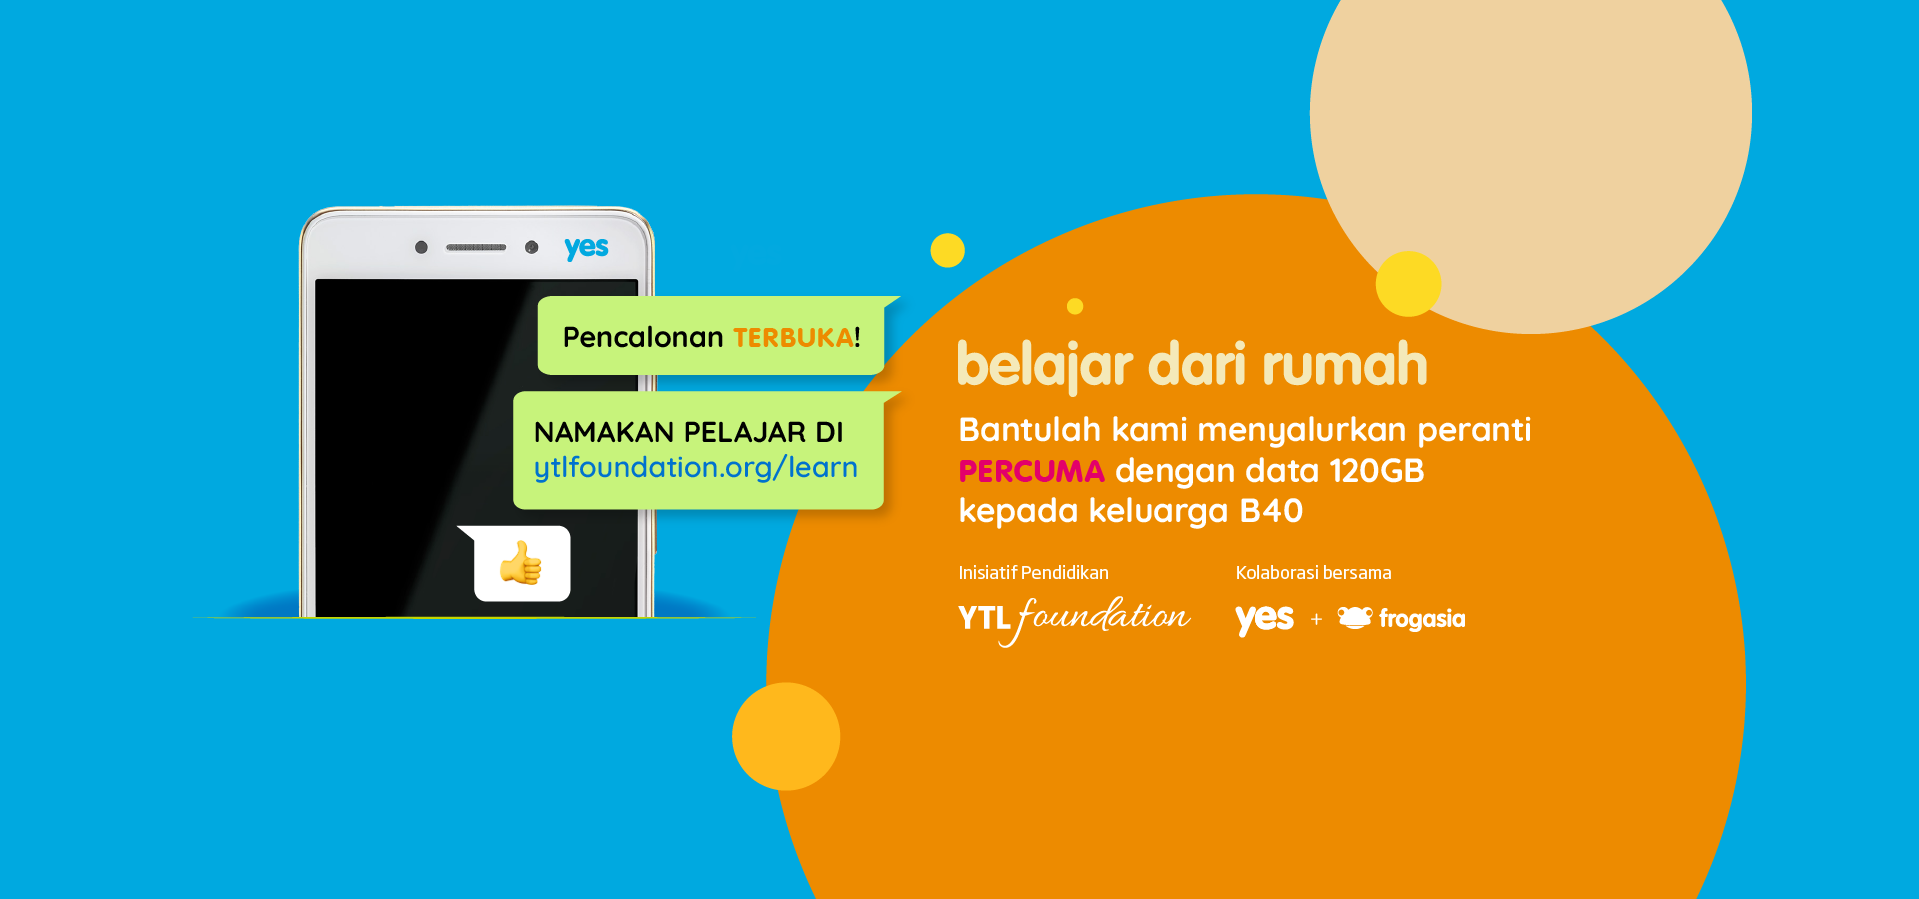 yes
Pencalonan TERBUKA!
NAMAKAN PELAJAR DI
ytlfoundation.org/learn
belajar dari rumah
Bantulah kami menyalurkan peranti
PERCUMA dengan data 120GB
kepada keluarga B40
Inisiatif Pendidikan
YTL foundation
Kolaborasi bersama
yes + frogasia